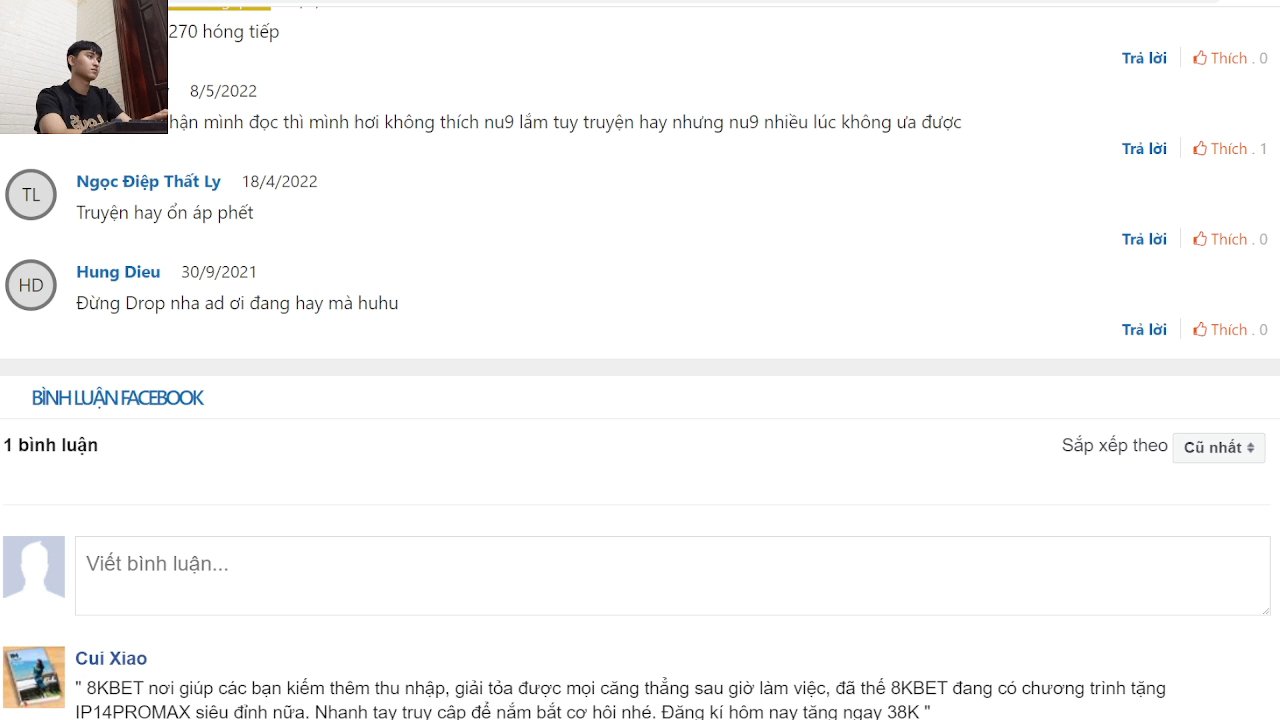 270 hóng tiếp
Trả lời Thích . 0
8/5/2022
hận mình đọc thì mình hơi không thích nu9 lắm tuy truyện hay nhưng nu9 nhiều lúc không ưa được
Trả lời Thích . 1
TL Ngọc Điệp Thất Ly 18/4/2022
Truyện hay ổn áp phết
Trả lời Thích . 0
HD Hung Dieu 30/9/2021
Đừng Drop nha ad ơi đang hay mà huhu
Trả lời Thích . 0
BÌNH LUẬN FACEBOOK
1 bình luận Sắp xếp theo Cũ nhất
Viết bình luận...
Cui Xiao
" 8KBET nơi giúp các bạn kiếm thêm thu nhập, giải tỏa được mọi căng thẳng sau giờ làm việc, đã thế 8KBET đang có chương trình tặng
IP14PROMAX siêu đỉnh nữa. Nhanh tay truy cập để nắm bắt cơ hội nhé. Đăng kí hôm nay tặng ngay 38K "